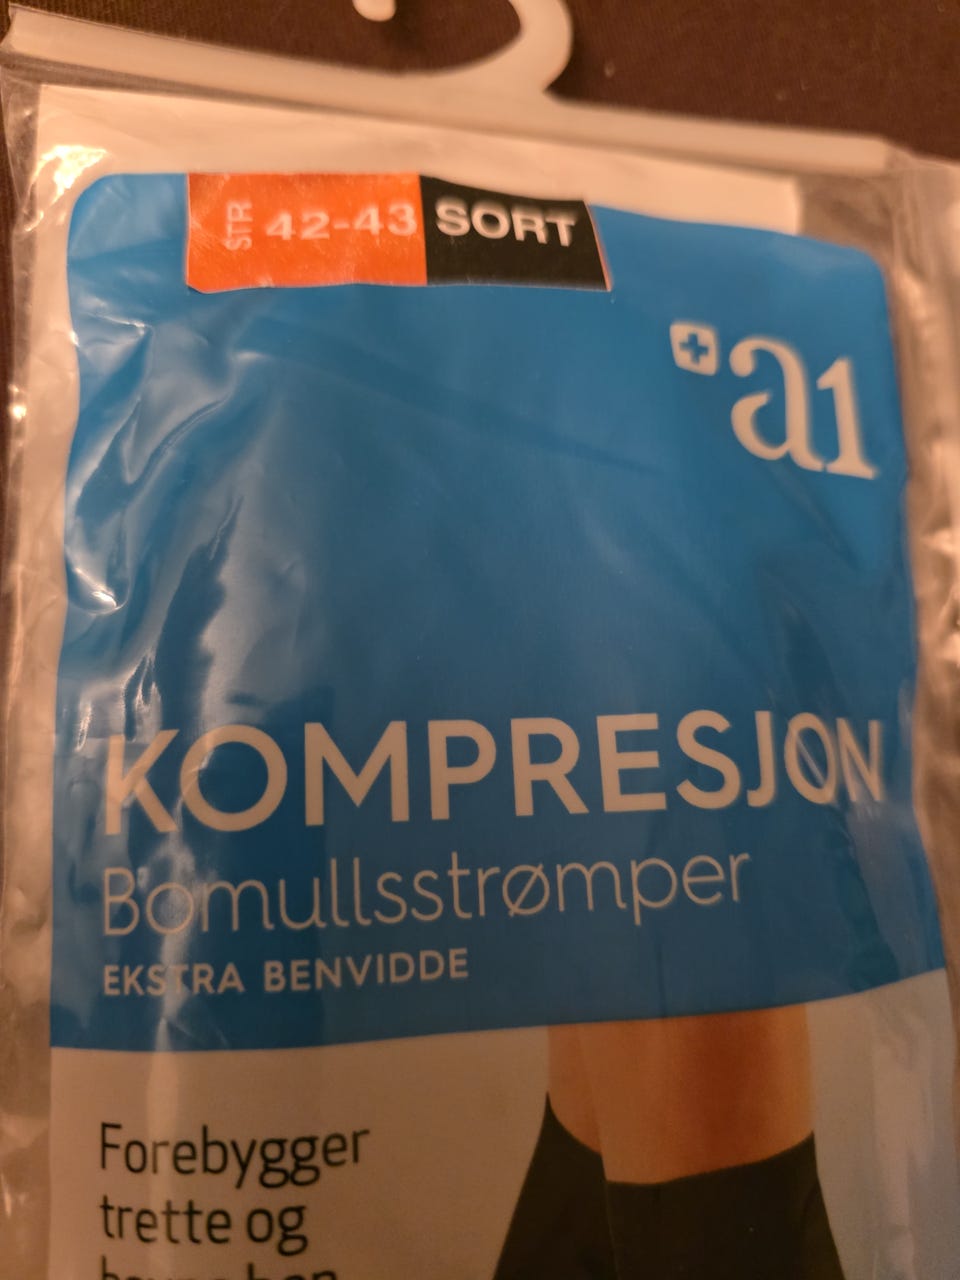 STR 42-43 SORT
a1
KOMPRESJON
Bomullsstrømper
EKSTRA BENVIDDE
Forebygger
trette og